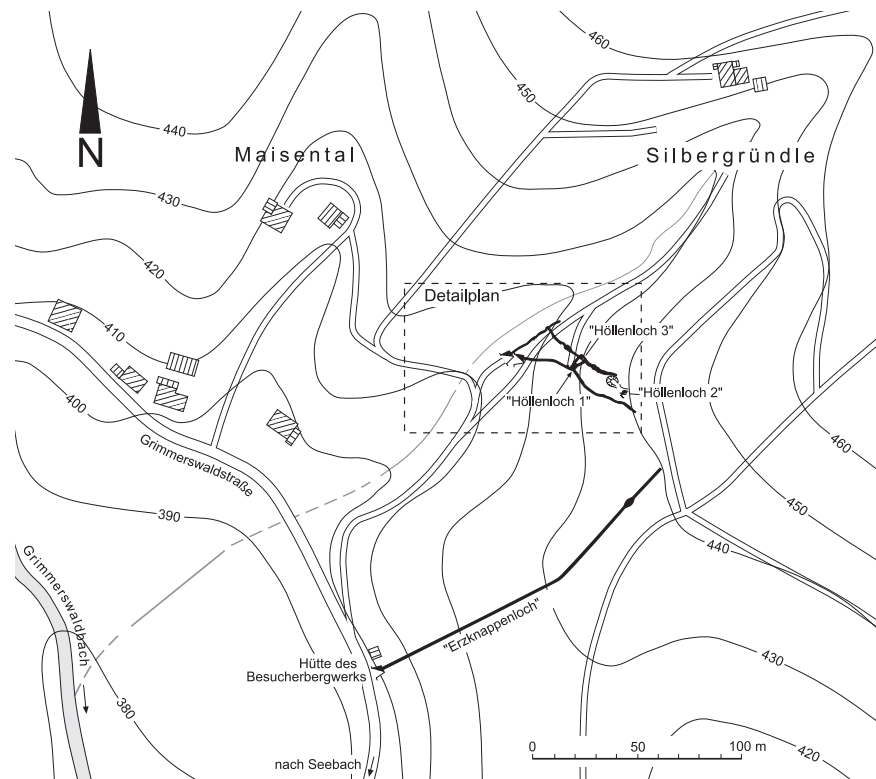 460
450
440
N
Maisental
Silbergründle
430
420
Detailplan
410
"Höllenloch 3"
"Höllenloch 2"
"Höllenloch 1"
400
Grimmerswaldstraße
460
450
390
440
Grimmerswaldbach
"Erzknappenloch"
430
Hütte des
Besucherbergwerks
380
420
nach Seebach
0 50 100 m